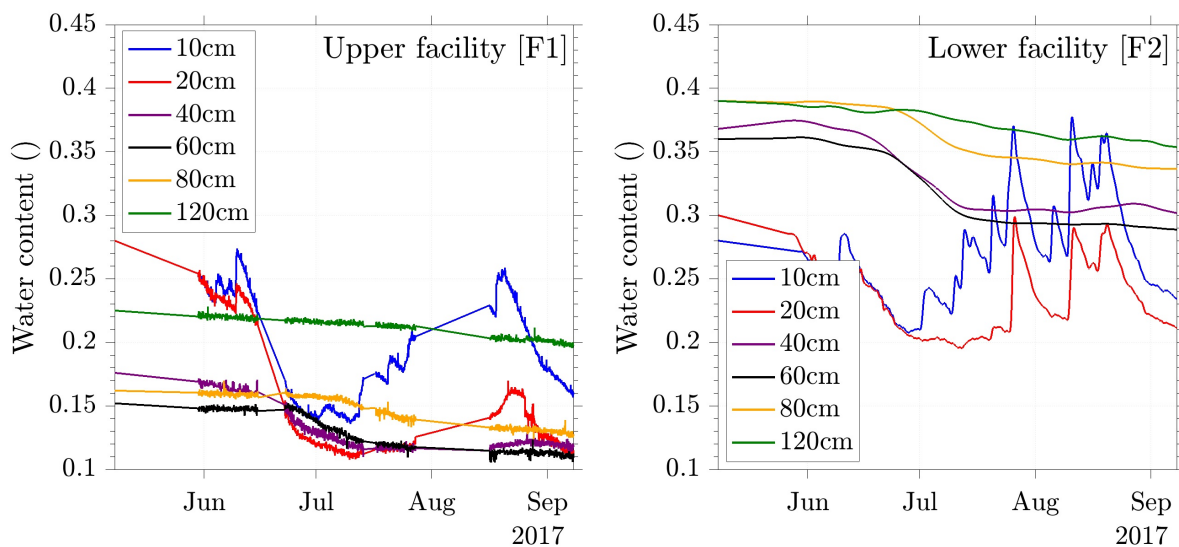 Upper facility [F1]
Water content ()
0.45
0.4
0.35
0.3
0.25
0.2
0.15
0.1
10cm
20cm
40cm
60cm
80cm
120cm
Jun
Jul
Aug
Sep
2017
Lower facility [F2]
Water content ()
0.45
0.4
0.35
0.3
0.25
0.2
0.15
0.1
10cm
20cm
40cm
60cm
80cm
120cm
Jun
Jul
Aug
Sep
2017